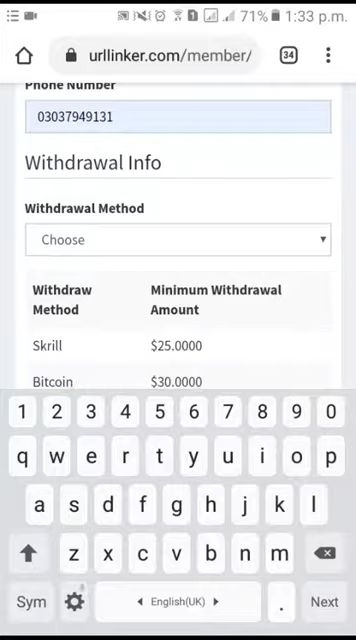 71% 1:33 p.m.
urllinker.com/member/
34
Phone Number
03037949131
Withdrawal Info
Withdrawal Method
Choose
Withdraw Method
Minimum Withdrawal Amount
Skrill $25.0000
Bitcoin $30.0000
1 2 3 4 5 6 7 8 9 0
q w e r t y u i o p
a s d f g h j k l
z x c v b n m
Sym English(UK) . Next